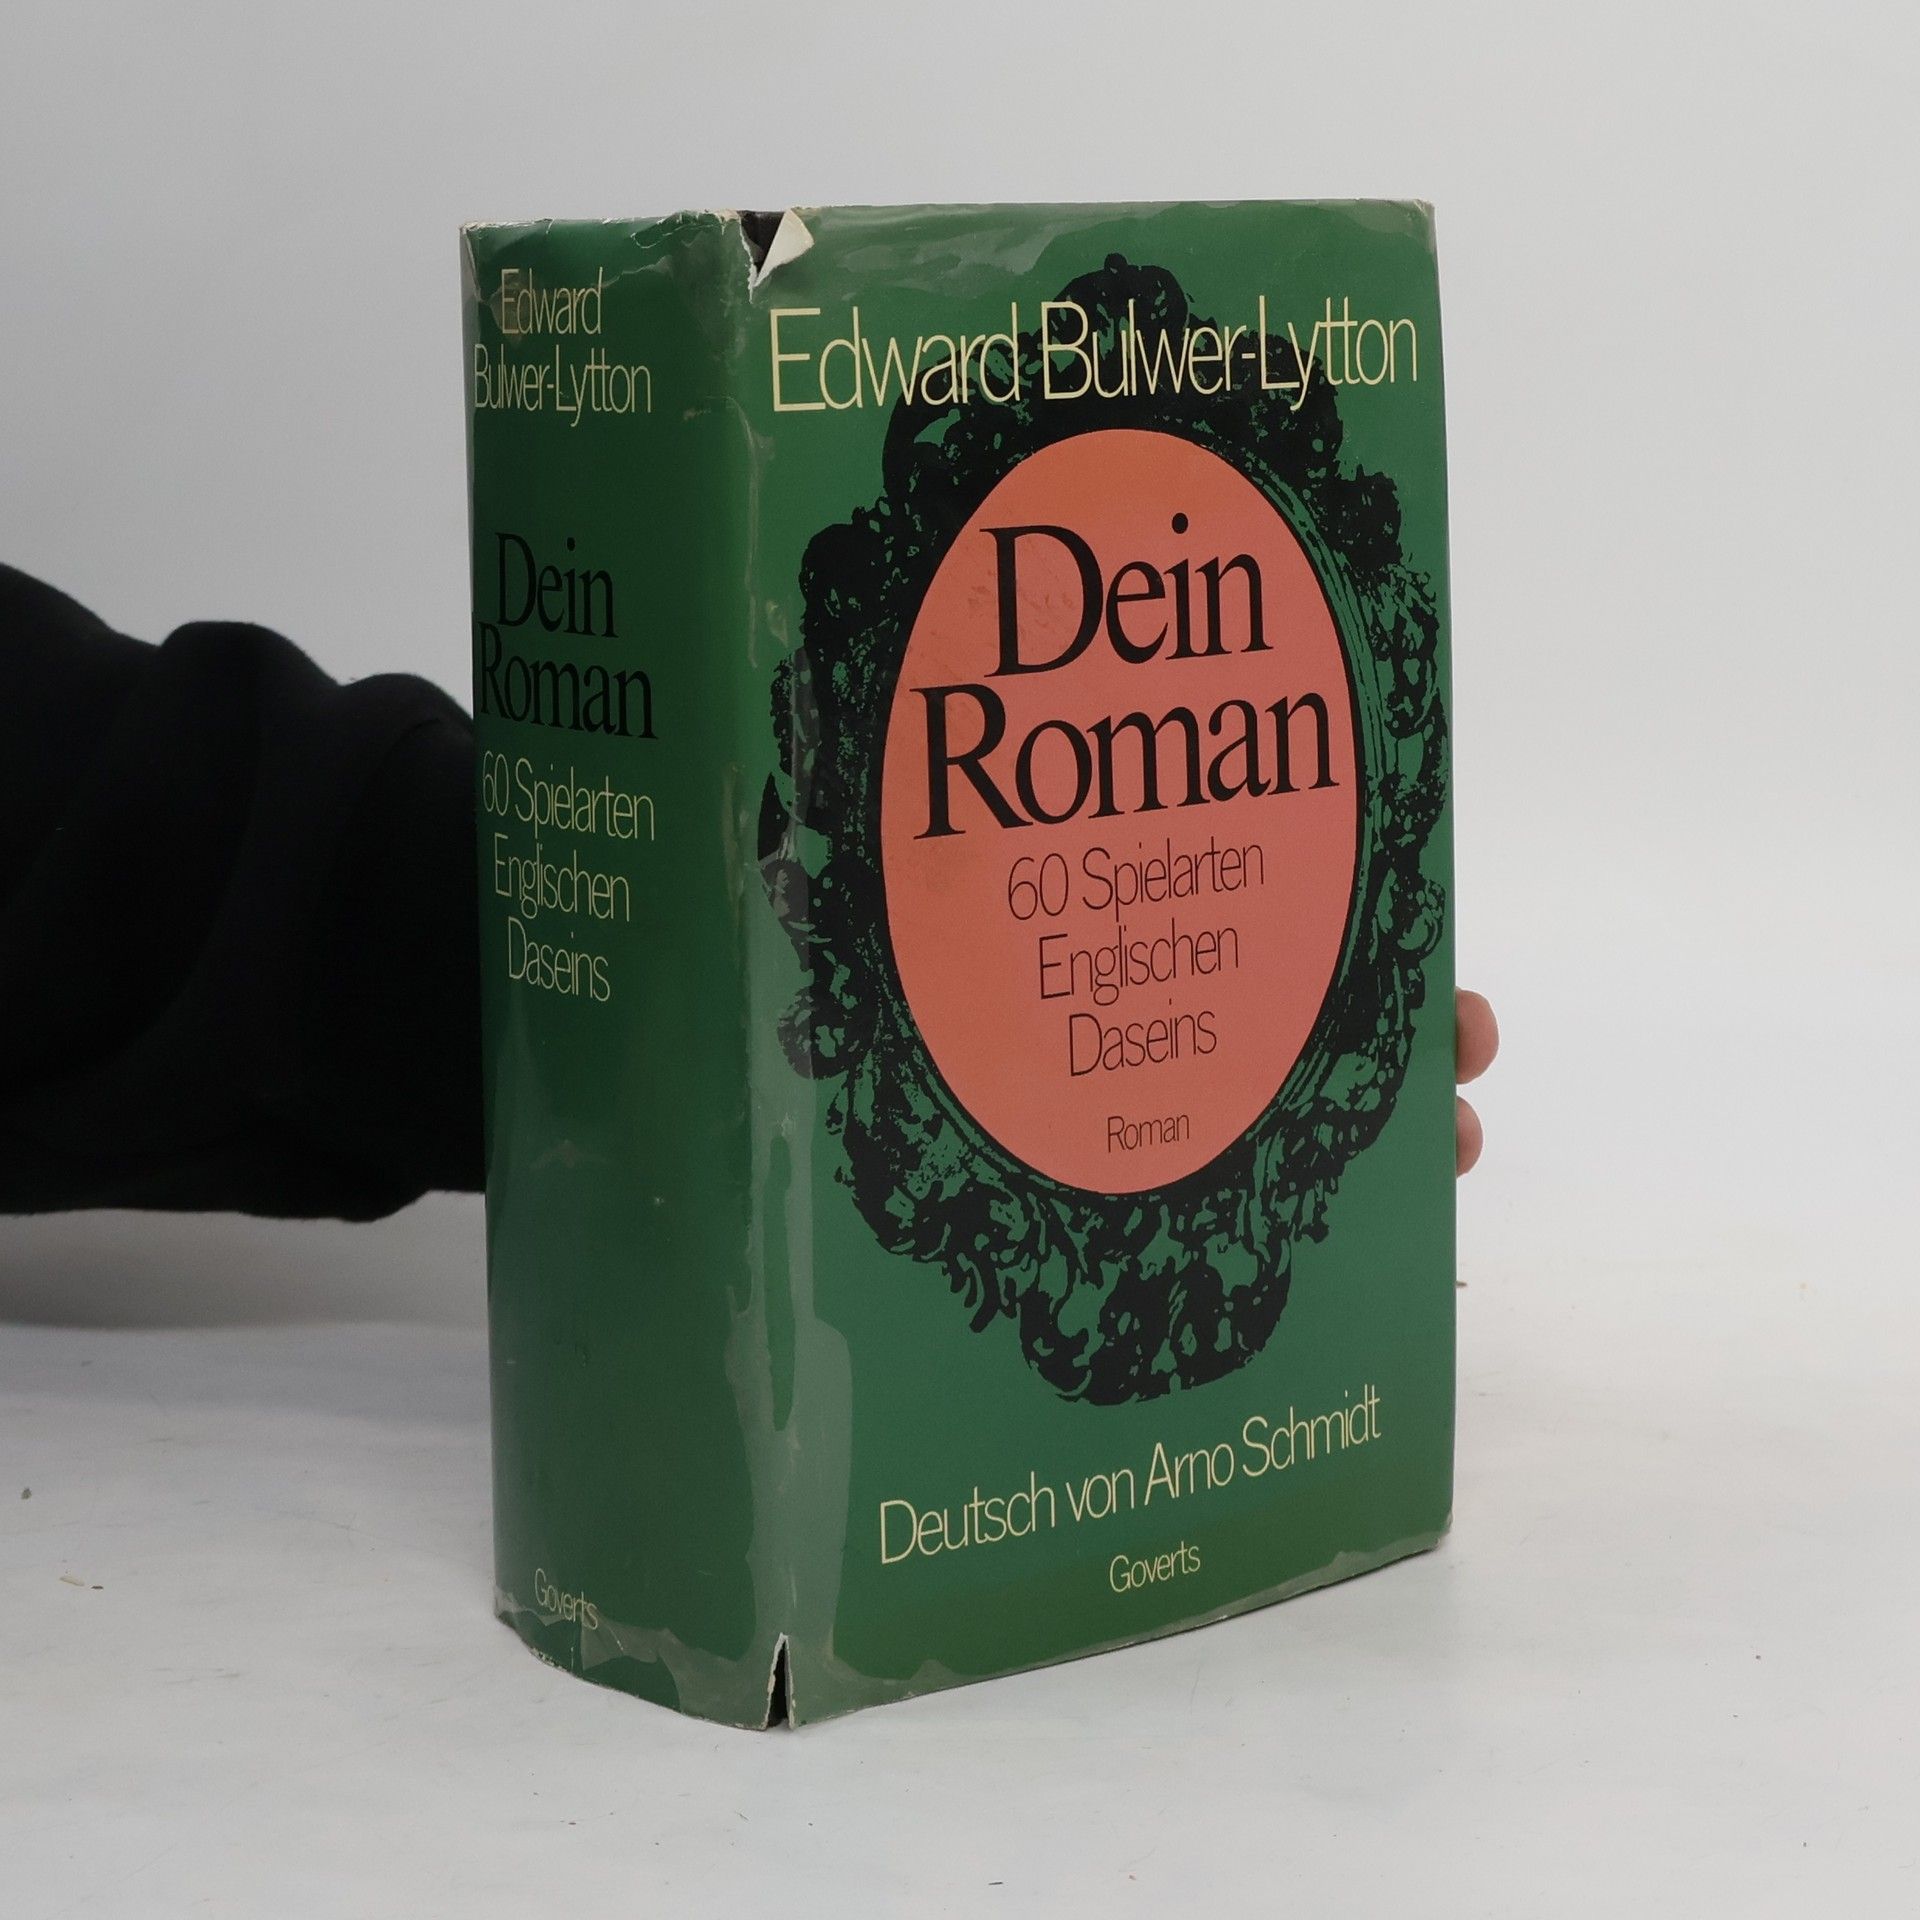 Edward
Bulwer-Lytton
Dein
Roman
60 Spielarten
Englischen
Daseins
Goverts
Edward Bulwer-Lytton
Dein
Roman
60 Spielarten
Englischen
Daseins
Roman
Deutsch von Arno Schmidt
Goverts